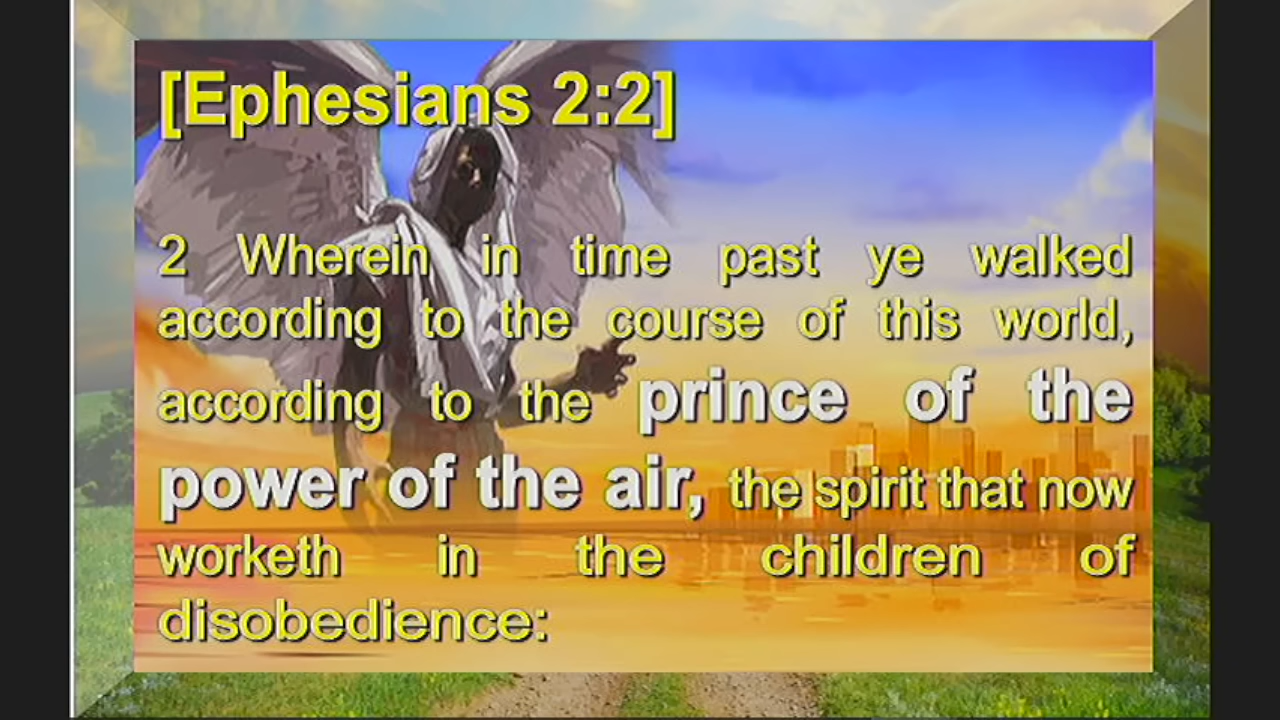 [Ephesians 2:2]
2 Wherein in time past ye walked
according to the course of this world,
according to the prince of the
power of the air, the spirit that now
worketh in the children of
disobedience: